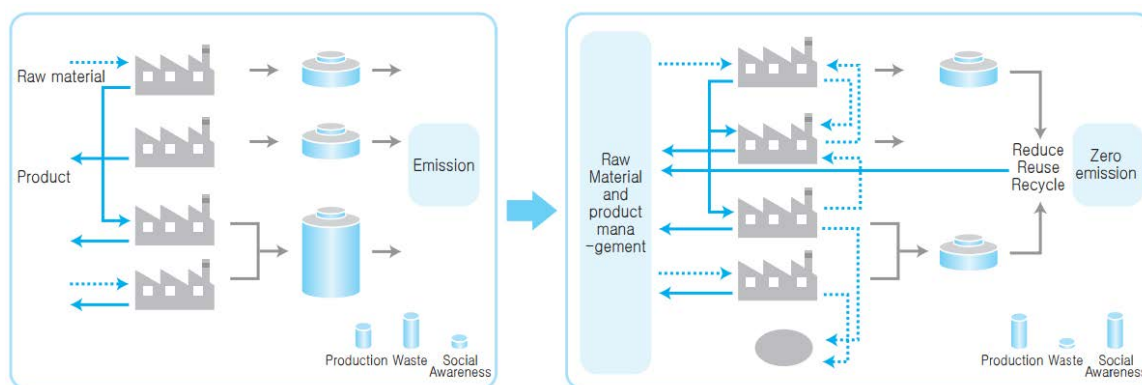 Raw material
Product
Emission
Production
Waste
Social
Awareness
Raw
Material
and
product
mana
-gement
Reduce
Reuse
Recycle
Zero
emission
Production
Waste
Social
Awareness